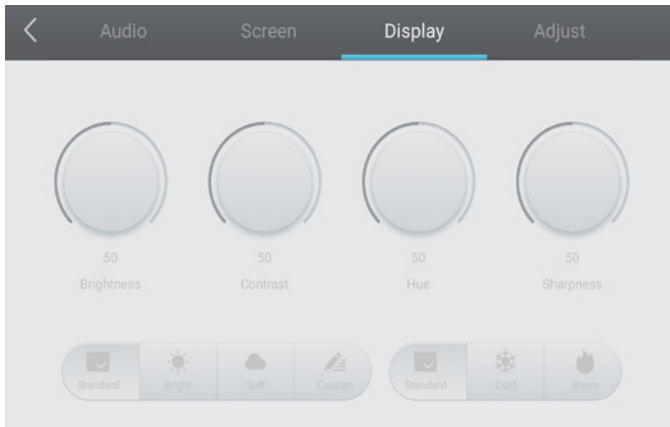 Audio Screen Display Adjust
50 50 50 50
Brightness Contrast Hue Sharpness
Standard Bright Soft Custom Standard Cold Warm